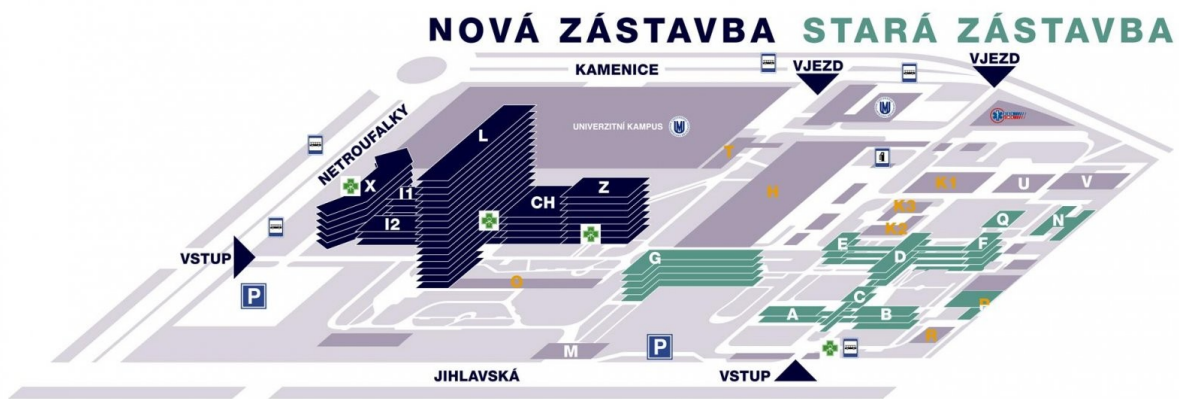 NOVÁ ZÁSTAVBA STARÁ ZÁSTAVBA
KAMENICE
VJEZD
VJEZD
NETROUFALKY
UNIVERZITNÍ KAMPUS
L
X
I1
I2
CH
Z
T
H
K1
U
V
K3
K2
Q
N
E
D
F
G
O
C
A
B
R
M
P
P
VSTUP
VSTUP
JIHLAVSKÁ